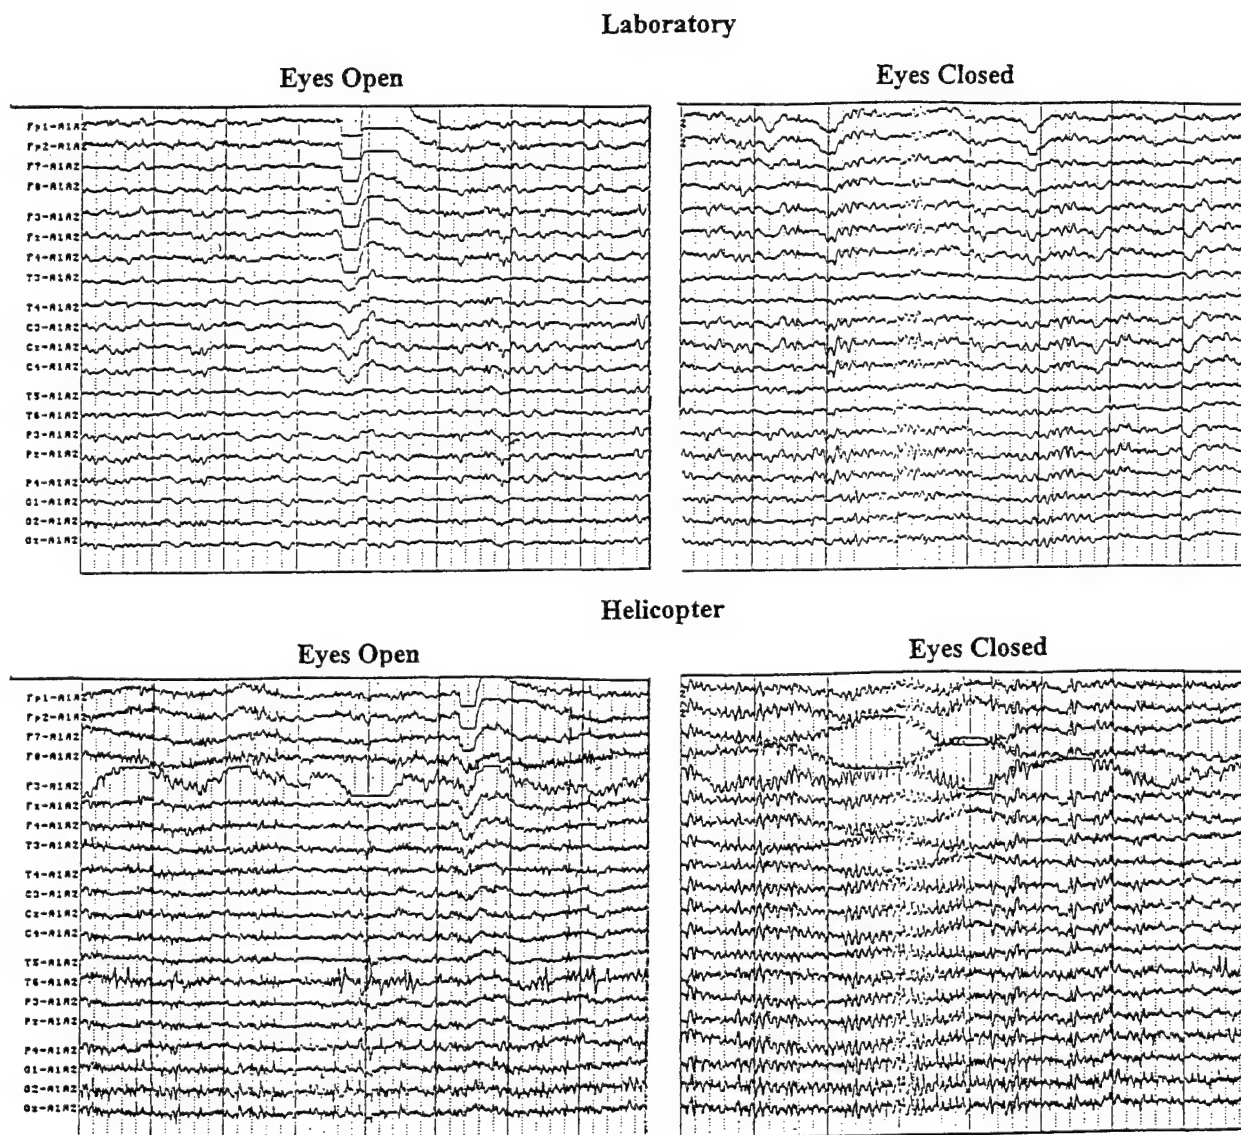 Laboratory
Eyes Open
Eyes Closed
Fp1-A1A2
Fp2-A1A2
F7-A1A2
F8-A1A2
F3-A1A2
Fz-A1A2
F4-A1A2
T3-A1A2
T4-A1A2
C3-A1A2
Cz-A1A2
C4-A1A2
T5-A1A2
T6-A1A2
P3-A1A2
Pz-A1A2
P4-A1A2
O1-A1A2
O2-A1A2
Oz-A1A2
Helicopter
Eyes Open
Eyes Closed
Fp1-A1A2
Fp2-A1A2
F7-A1A2
F8-A1A2
F3-A1A2
Fz-A1A2
F4-A1A2
T3-A1A2
T4-A1A2
C3-A1A2
Cz-A1A2
C4-A1A2
T5-A1A2
T6-A1A2
P3-A1A2
Pz-A1A2
P4-A1A2
O1-A1A2
O2-A1A2
Oz-A1A2